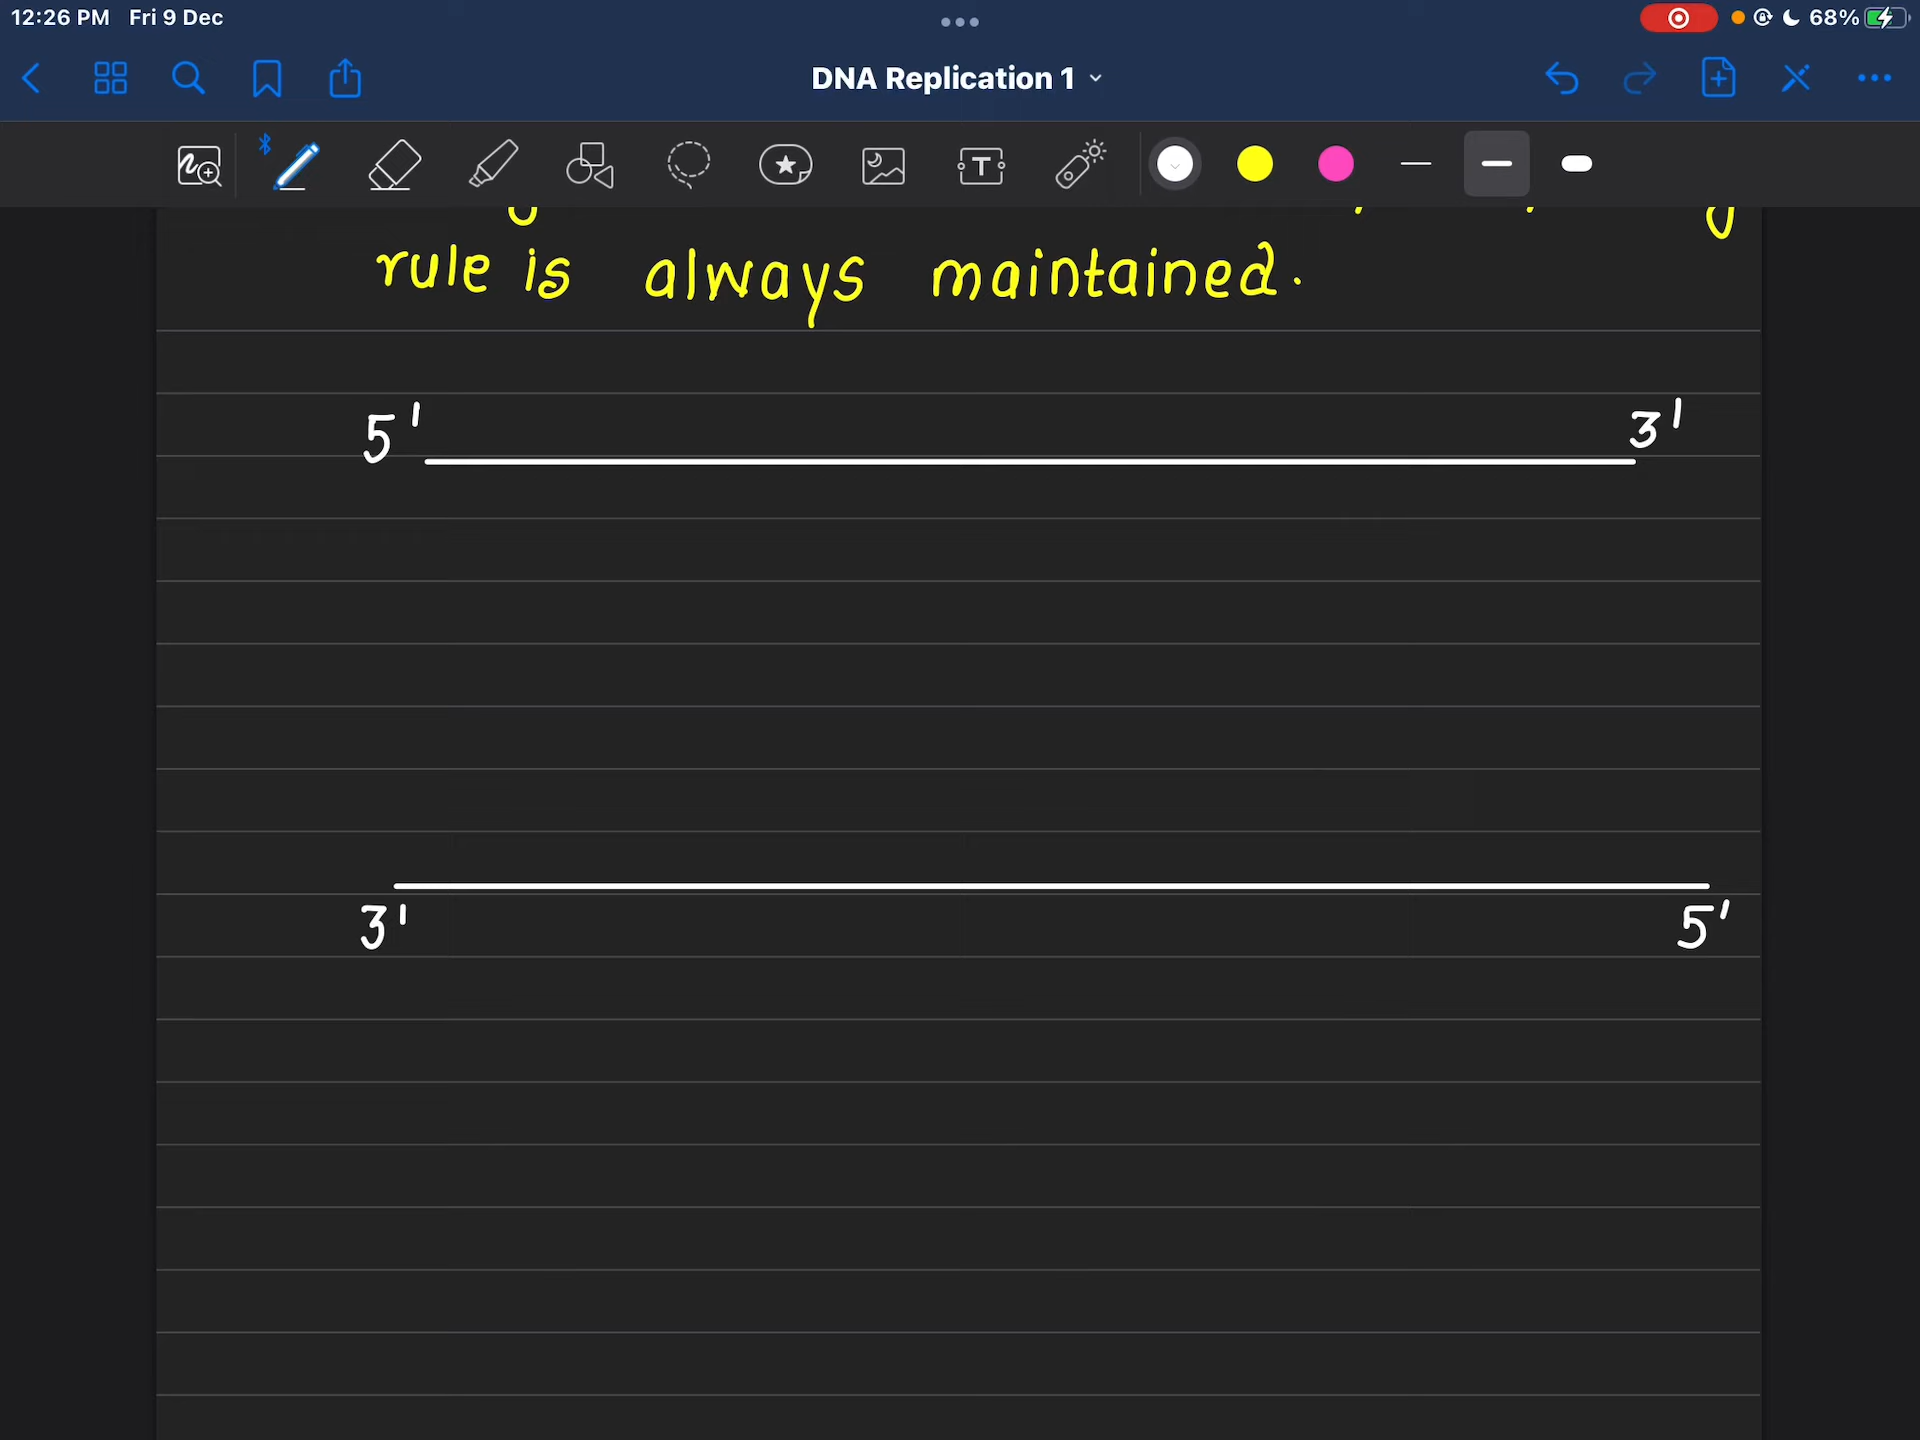 12:26 PM Fri 9 Dec
68%
DNA Replication 1
T
rule is always maintained.
5' 3'
3' 5'